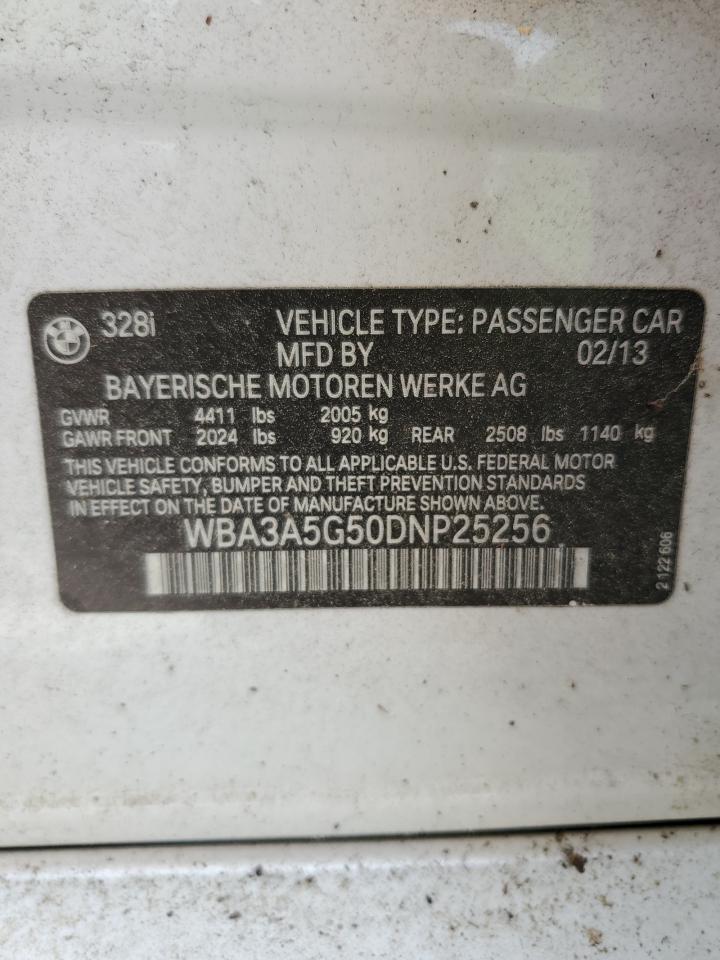 328i VEHICLE TYPE: PASSENGER CAR
MFD BY 02/13
BAYERISCHE MOTOREN WERKE AG
GVWR 4411 lbs 2005 kg
GAWR FRONT 2024 lbs 920 kg REAR 2508 lbs 1140 kg
THIS VEHICLE CONFORMS TO ALL APPLICABLE U.S. FEDERAL MOTOR
VEHICLE SAFETY, BUMPER AND THEFT PREVENTION STANDARDS
IN EFFECT ON THE DATE OF MANUFACTURE SHOWN ABOVE.
WBA3A5G50DNP25256
2 122 606